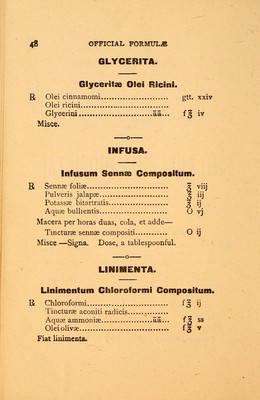 48 OFFICIAL FORMULÆ
GLYCERITA.
Glyceritæ Olei Ricini.
℞ Olei cinnamomi........................ gtt. xxiv
Olei ricini.............................
Glycerini........................āā... f℥ iv
Misce.
INFUSA.
Infusum Sennæ Compositum.
℞ Sennæ foliæ............................ ℥ viij
Pulveris jalapæ........................ ℥ iij
Potassæ bitartratis..................... ℥ ij
Aquæ bullientis........................ O vj
Macera per horas duas, cola, et adde—
Tincturæ sennæ compositi............ O ij
Misce —Signa. Dose, a tablespoonful.
LINIMENTA.
Linimentum Chloroformi Compositum.
℞ Chloroformi............................ f℥ ij
Tincturæ aconiti radicis................
Aquæ ammoniæ...................āā... f℥ ss
Olei olivæ.............................. f℥ v
Fiat linimenta.